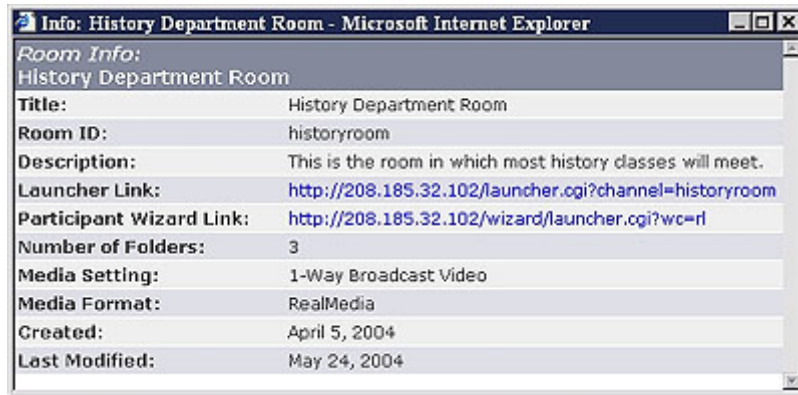 Info: History Department Room - Microsoft Internet Explorer
Room Info:
History Department Room
Title: History Department Room
Room ID: historyroom
Description: This is the room in which most history classes will meet.
Launcher Link: http://208.185.32.102/launcher.cgi?channel=historyroom
Participant Wizard Link: http://208.185.32.102/wizard/launcher.cgi?wc=rl
Number of Folders: 3
Media Setting: 1-Way Broadcast Video
Media Format: RealMedia
Created: April 5, 2004
Last Modified: May 24, 2004